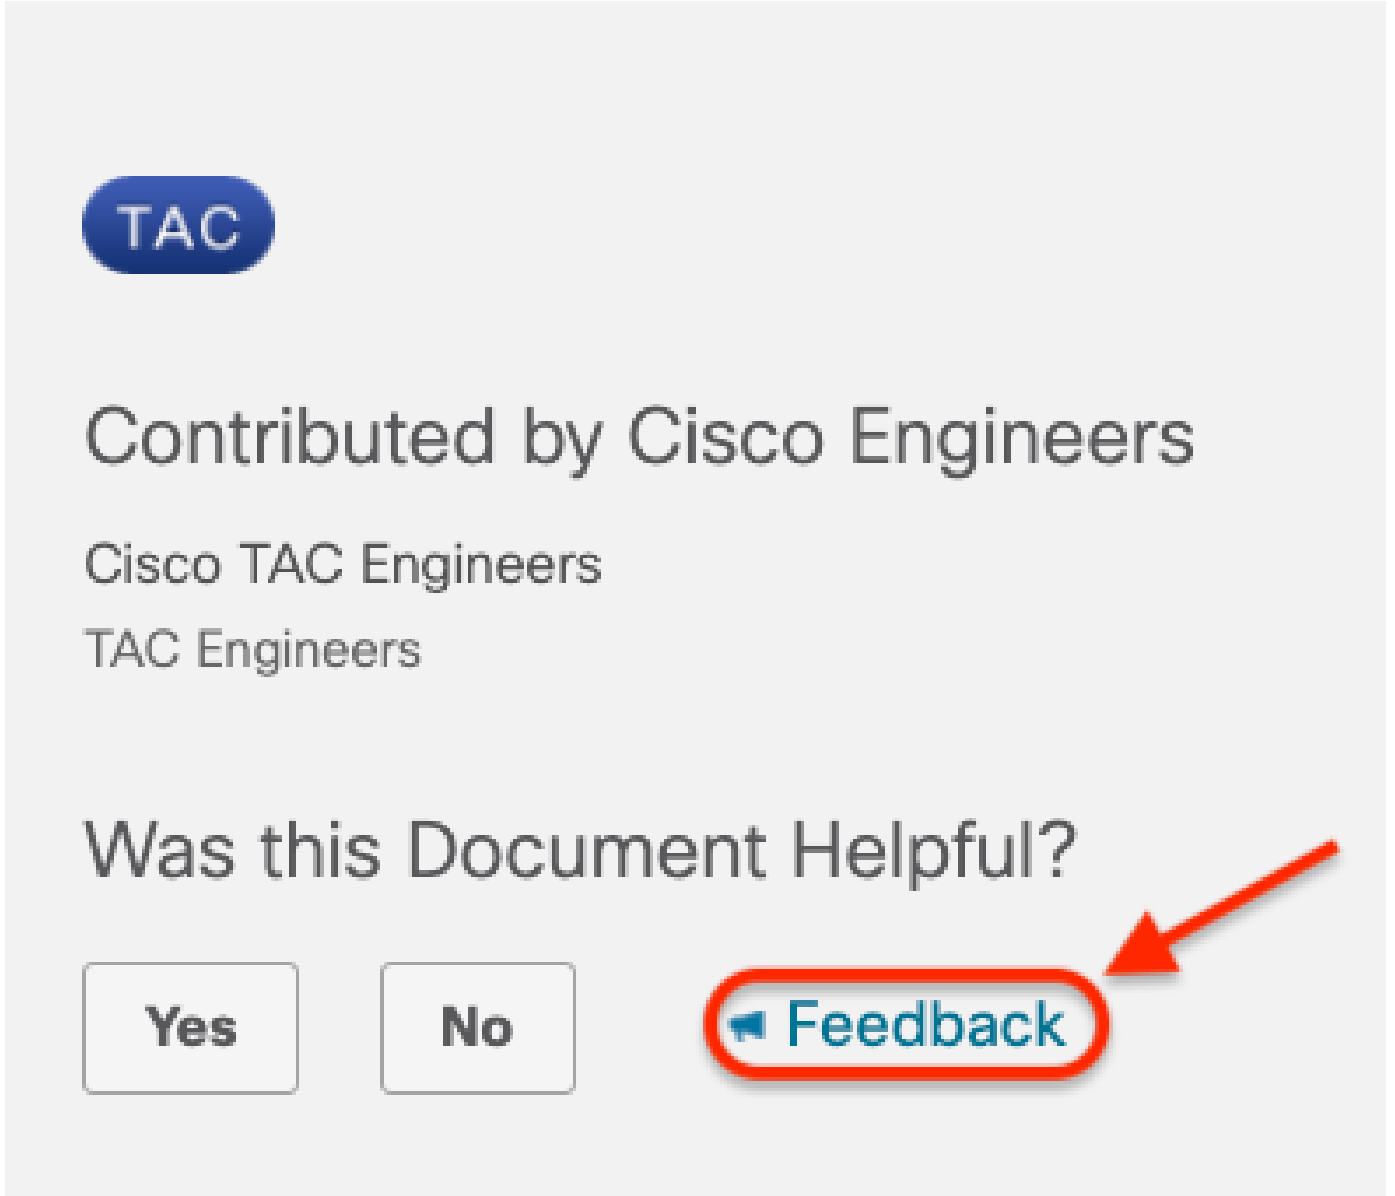 TAC
Contributed by Cisco Engineers
Cisco TAC Engineers
TAC Engineers
Was this Document Helpful?
Yes No Feedback